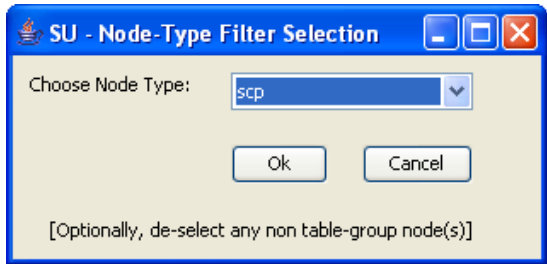 SU - Node-Type Filter Selection
Choose Node Type: scp
Ok Cancel
[Optionally, de-select any non table-group node(s)]